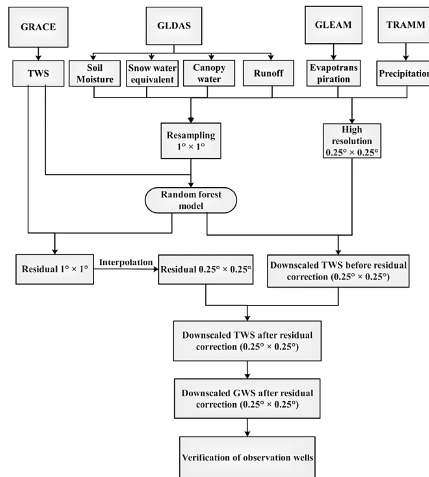 GRACE
GLDAS
GLEAM
TRAMM
TWS
Soil
Moisture
Snow water
equivalent
Canopy
water
Runoff
Evapotrans
piration
Precipitation
Resampling
1° × 1°
High
resolution
0.25° × 0.25°
Random forest
model
Residual 1° × 1°
Interpolation
Residual 0.25° × 0.25°
Downscaled TWS before residual
correction (0.25° × 0.25°)
Downscaled TWS after residual
correction (0.25° × 0.25°)
Downscaled GWS after residual
correction (0.25° × 0.25°)
Verification of observation wells